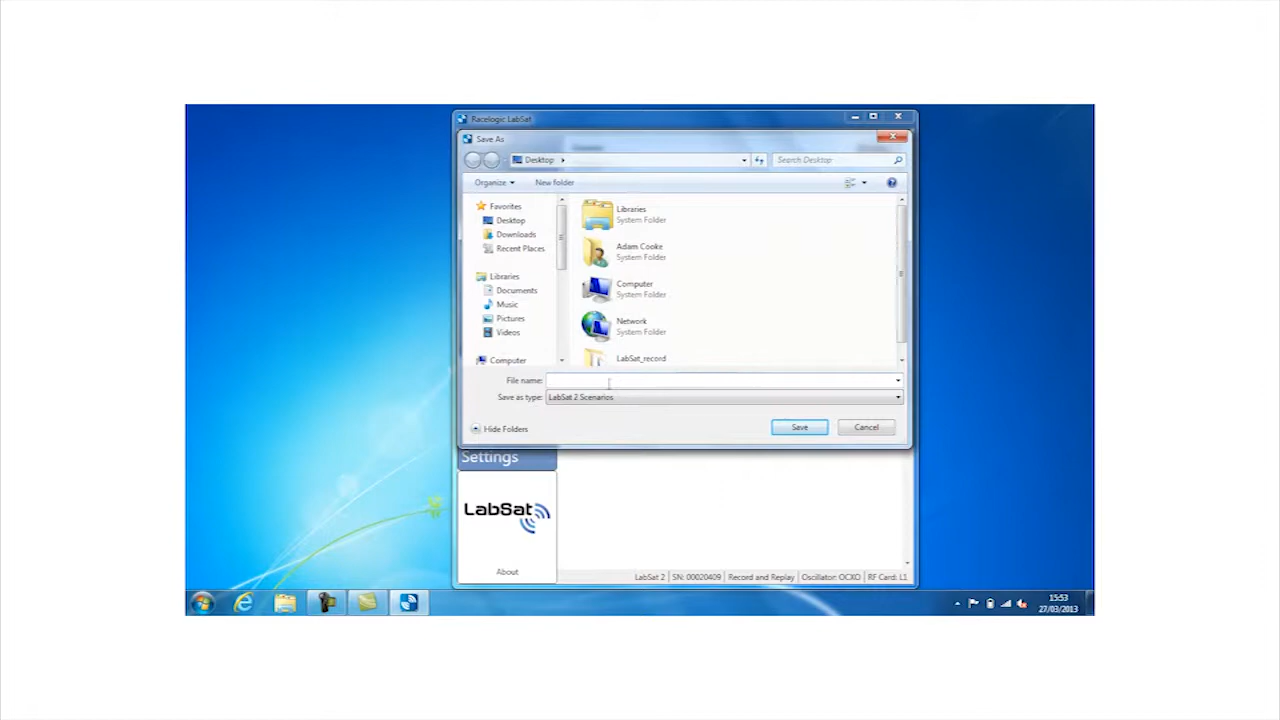 Racelogic LabSat
Save As
Desktop
Search Desktop
Organize
New folder
Favorites
Desktop
Downloads
Recent Places
Libraries
Documents
Music
Pictures
Videos
Computer
Libraries
System Folder
Adam Cooke
System Folder
Computer
System Folder
Network
System Folder
LabSat_record
File name:
Save as type: LabSat 2 Scenarios
Hide Folders
Save
Cancel
Settings
LabSat
About
LabSat 2 SN: 00020409 Record and Replay Oscillator: OCXO RF Card: L1
15:53
27/03/2013